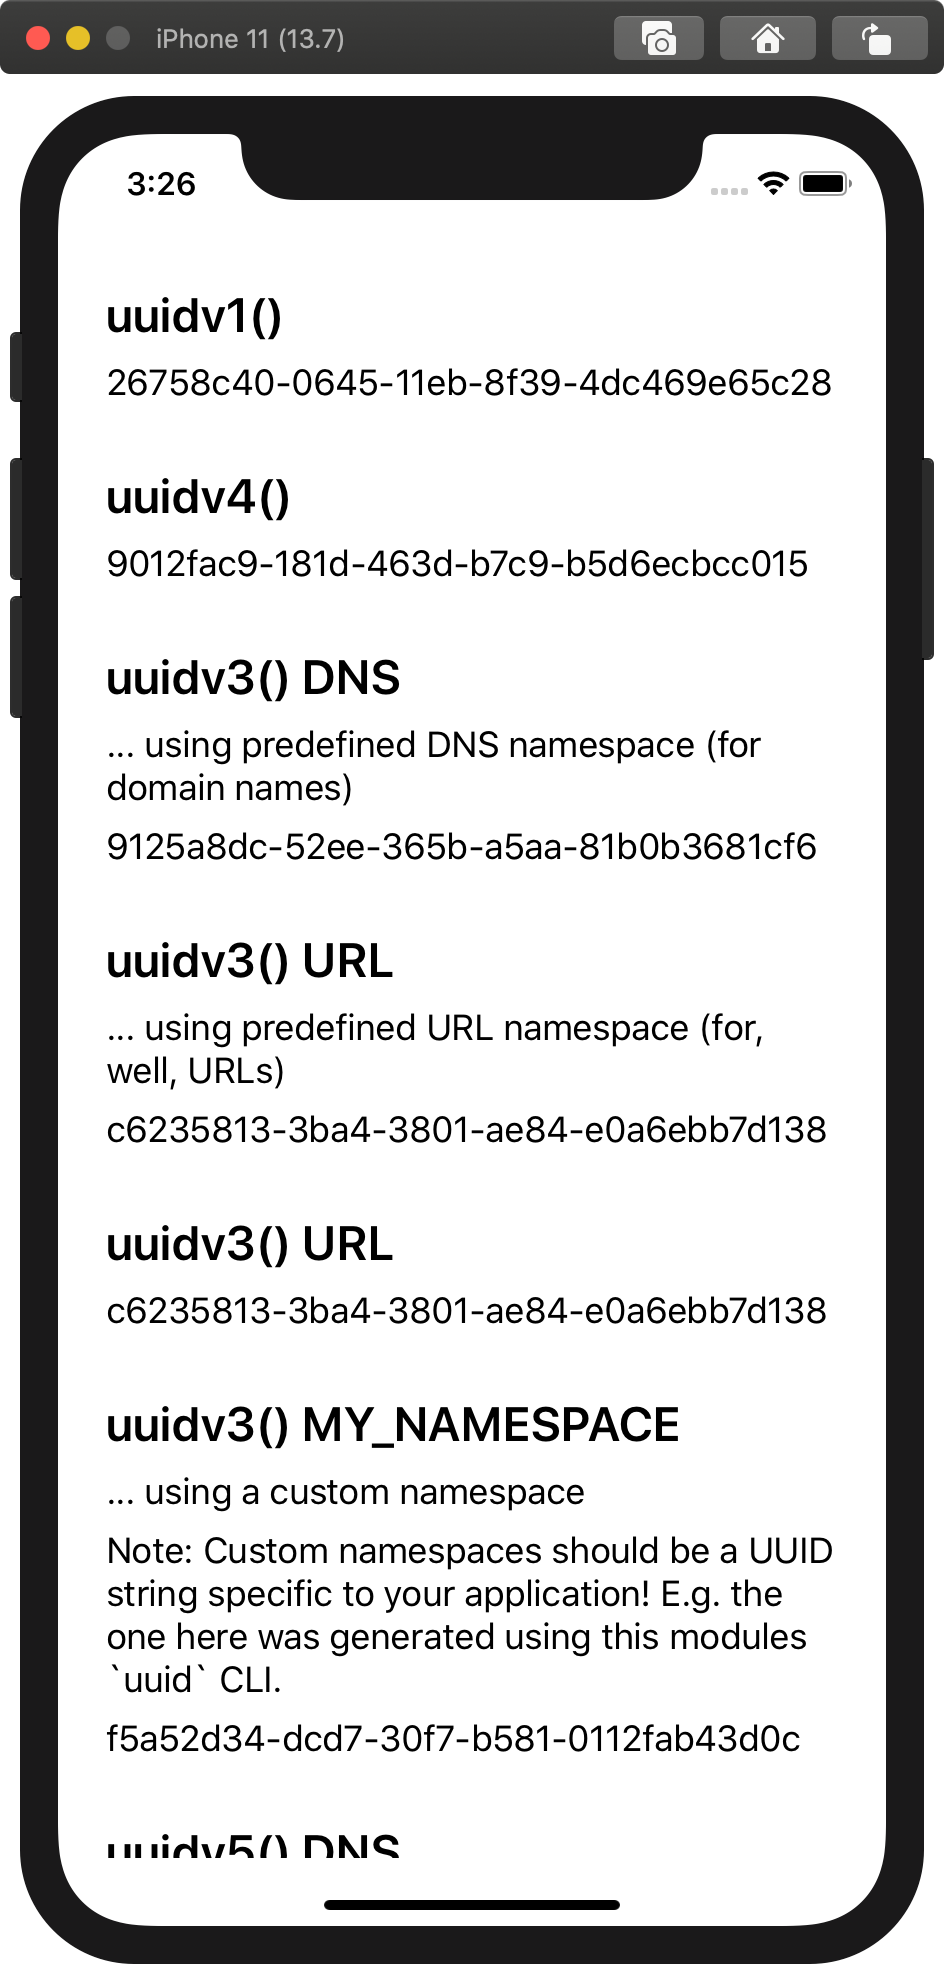 iPhone 11 (13.7)
3:26
uuidv1()
26758c40-0645-11eb-8f39-4dc469e65c28
uuidv4()
9012fac9-181d-463d-b7c9-b5d6ecbcc015
uuidv3() DNS
... using predefined DNS namespace (for
domain names)
9125a8dc-52ee-365b-a5aa-81b0b3681cf6
uuidv3() URL
... using predefined URL namespace (for,
well, URLs)
c6235813-3ba4-3801-ae84-e0a6ebb7d138
uuidv3() URL
c6235813-3ba4-3801-ae84-e0a6ebb7d138
uuidv3() MY_NAMESPACE
... using a custom namespace
Note: Custom namespaces should be a UUID
string specific to your application! E.g. the
one here was generated using this modules
`uuid` CLI.
f5a52d34-dcd7-30f7-b581-0112fab43d0c
uuidv5() DNS